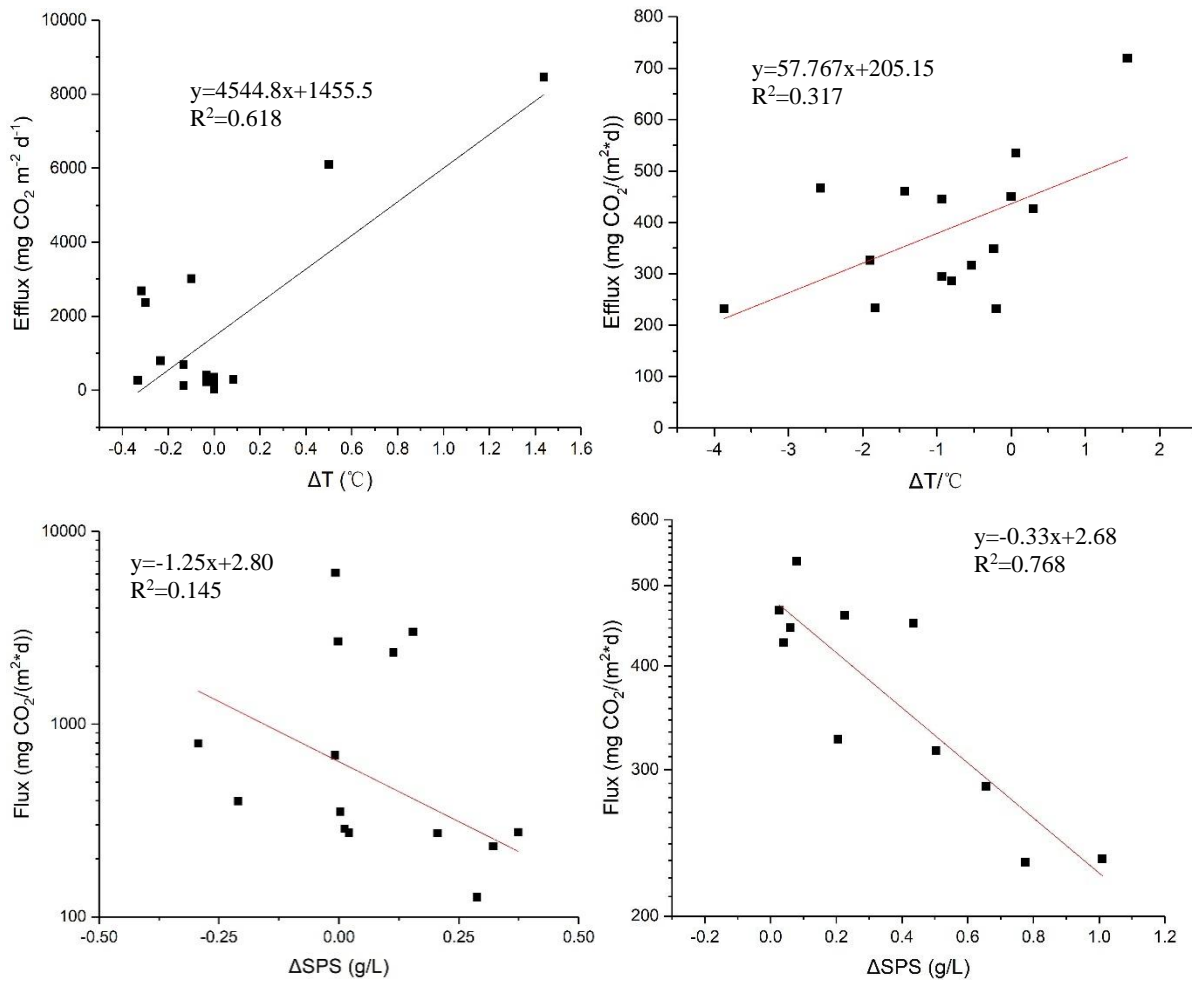 10000
8000
6000
4000
2000
0
Efflux (mg CO₂ m⁻² d⁻¹)
y=4544.8x+1455.5
R²=0.618
-0.4 -0.2 0.0 0.2 0.4 0.6 0.8 1.0 1.2 1.4 1.6
ΔT (℃)
800
700
600
500
400
300
200
100
0
Efflux (mg CO₂/(m²*d))
y=57.767x+205.15
R²=0.317
-4 -3 -2 -1 0 1 2
ΔT/℃
10000
1000
100
Flux (mg CO₂/(m²*d))
y=-1.25x+2.80
R²=0.145
-0.50 -0.25 0.00 0.25 0.50
ΔSPS (g/L)
600
500
400
300
200
Flux (mg CO₂/(m²*d))
y=-0.33x+2.68
R²=0.768
-0.2 0.0 0.2 0.4 0.6 0.8 1.0 1.2
ΔSPS (g/L)